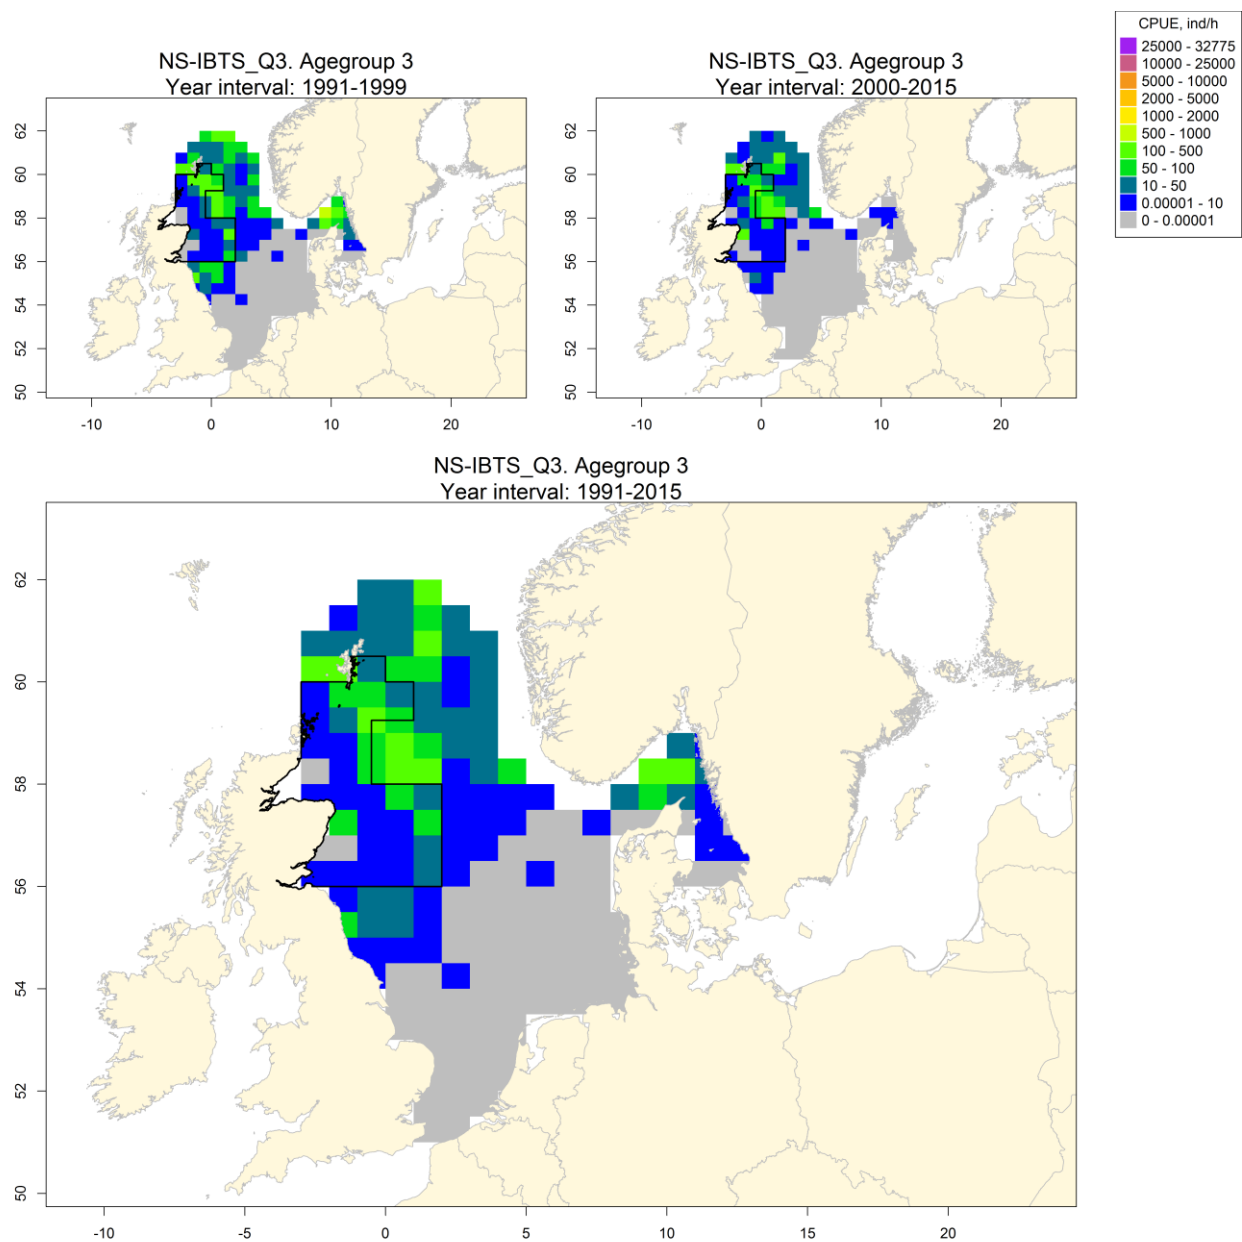 CPUE, ind/h
25000 - 32775
10000 - 25000
5000 - 10000
2000 - 5000
1000 - 2000
500 - 1000
100 - 500
50 - 100
10 - 50
0.00001 - 10
0 - 0.00001
NS-IBTS_Q3. Agegroup 3
Year interval: 1991-1999
62
60
58
56
54
52
50
-10
0
10
20
NS-IBTS_Q3. Agegroup 3
Year interval: 2000-2015
62
60
58
56
54
52
50
-10
0
10
20
NS-IBTS_Q3. Agegroup 3
Year interval: 1991-2015
62
60
58
56
54
52
50
-10
-5
0
5
10
15
20